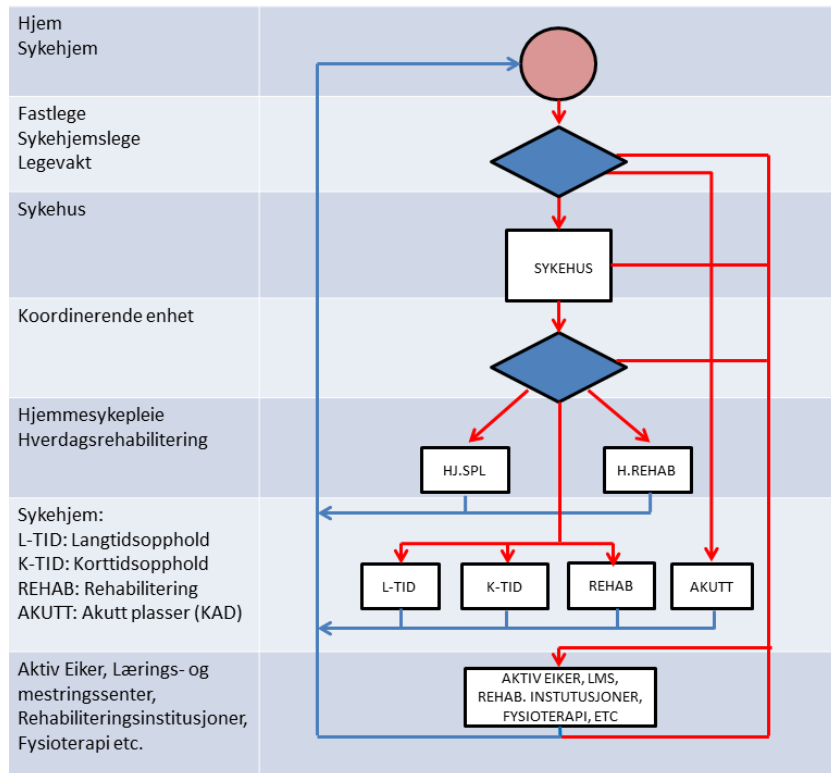 Hjem
Sykehjem
Fastlege
Sykehjemslege
Legevakt
Sykehus
SYKEHUS
Koordinerende enhet
Hjemmesykepleie
Hverdagsrehabilitering
HJ.SPL
H.REHAB
Sykehjem:
L-TID: Langtidsopphold
K-TID: Korttidsopphold
REHAB: Rehabilitering
AKUTT: Akutt plasser (KAD)
L-TID
K-TID
REHAB
AKUTT
Aktiv Eiker, Lærings- og
mestringssenter,
Rehabiliteringsinstitusjoner,
Fysioterapi etc.
AKTIV EIKER, LMS,
REHAB. INSTUTUSJONER,
FYSIOTERAPI, ETC